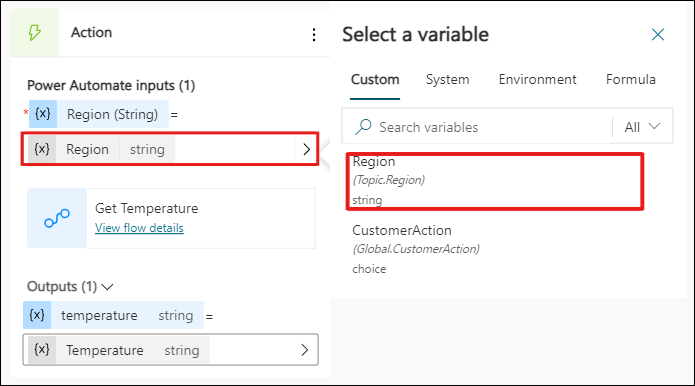 Action
Power Automate inputs (1)
* {x} Region (String) =
{x} Region string
Get Temperature
View flow details
Outputs (1)
{x} temperature string =
{x} Temperature string
Select a variable
Custom System Environment Formula
Search variables All
Region
(Topic.Region)
string
CustomerAction
(Global.CustomerAction)
choice